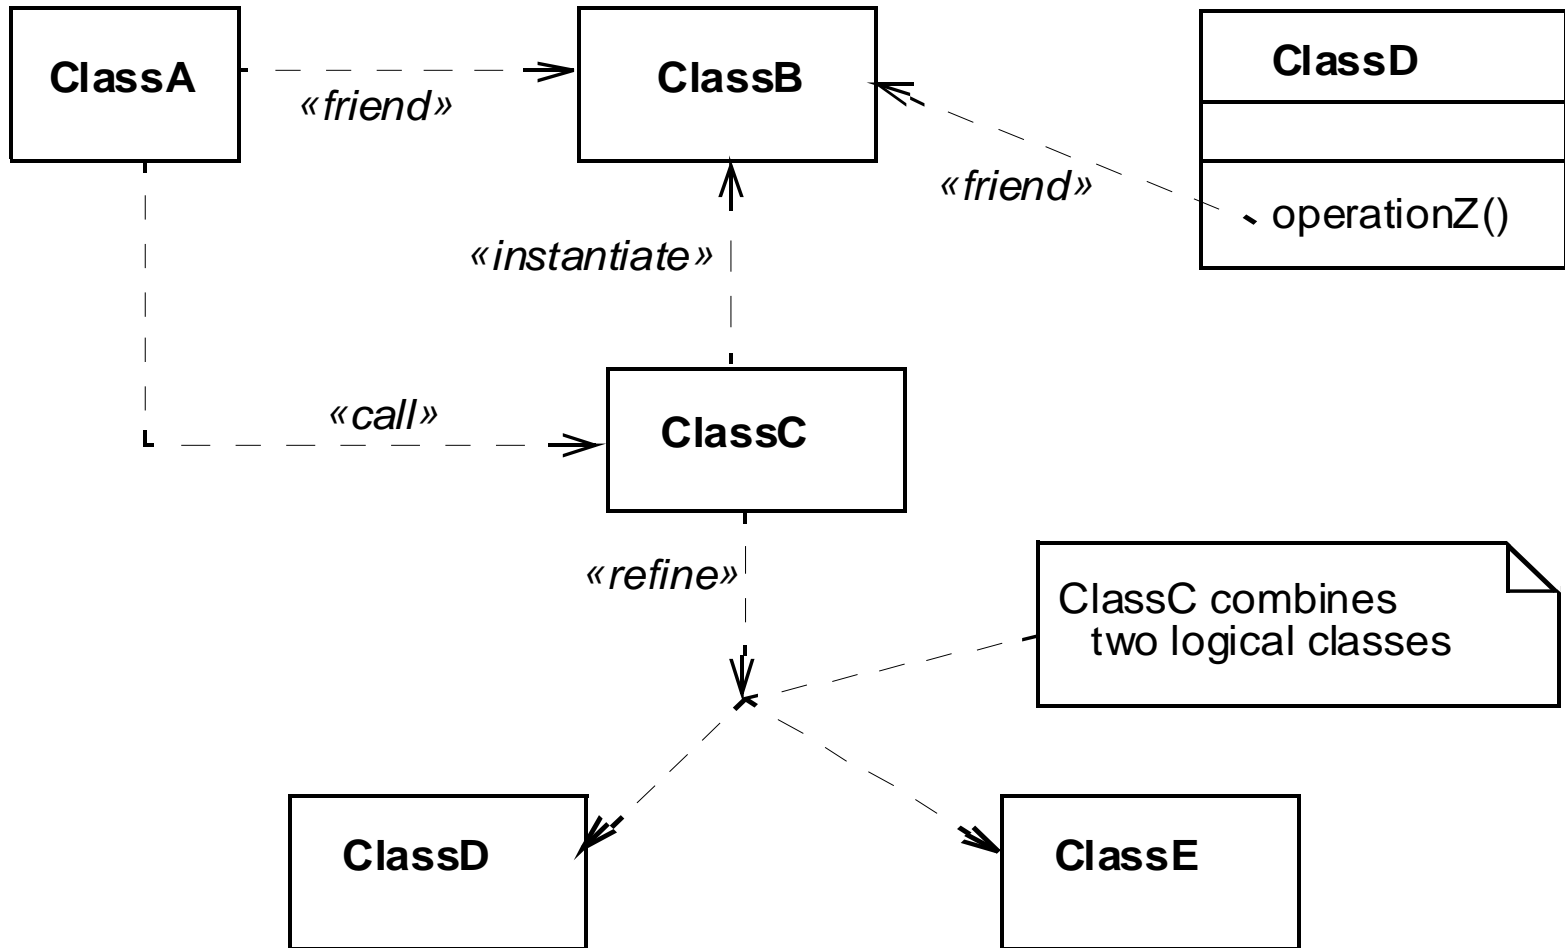 ClassA
ClassB
ClassD
«friend»
«friend»
operationZ()
«instantiate»
«call»
ClassC
«refine»
ClassC combines
two logical classes
ClassD
ClassE